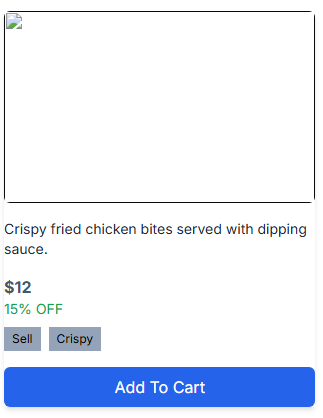 Crispy fried chicken bites served with dipping
sauce.
$12
15% OFF
Sell Crispy
Add To Cart